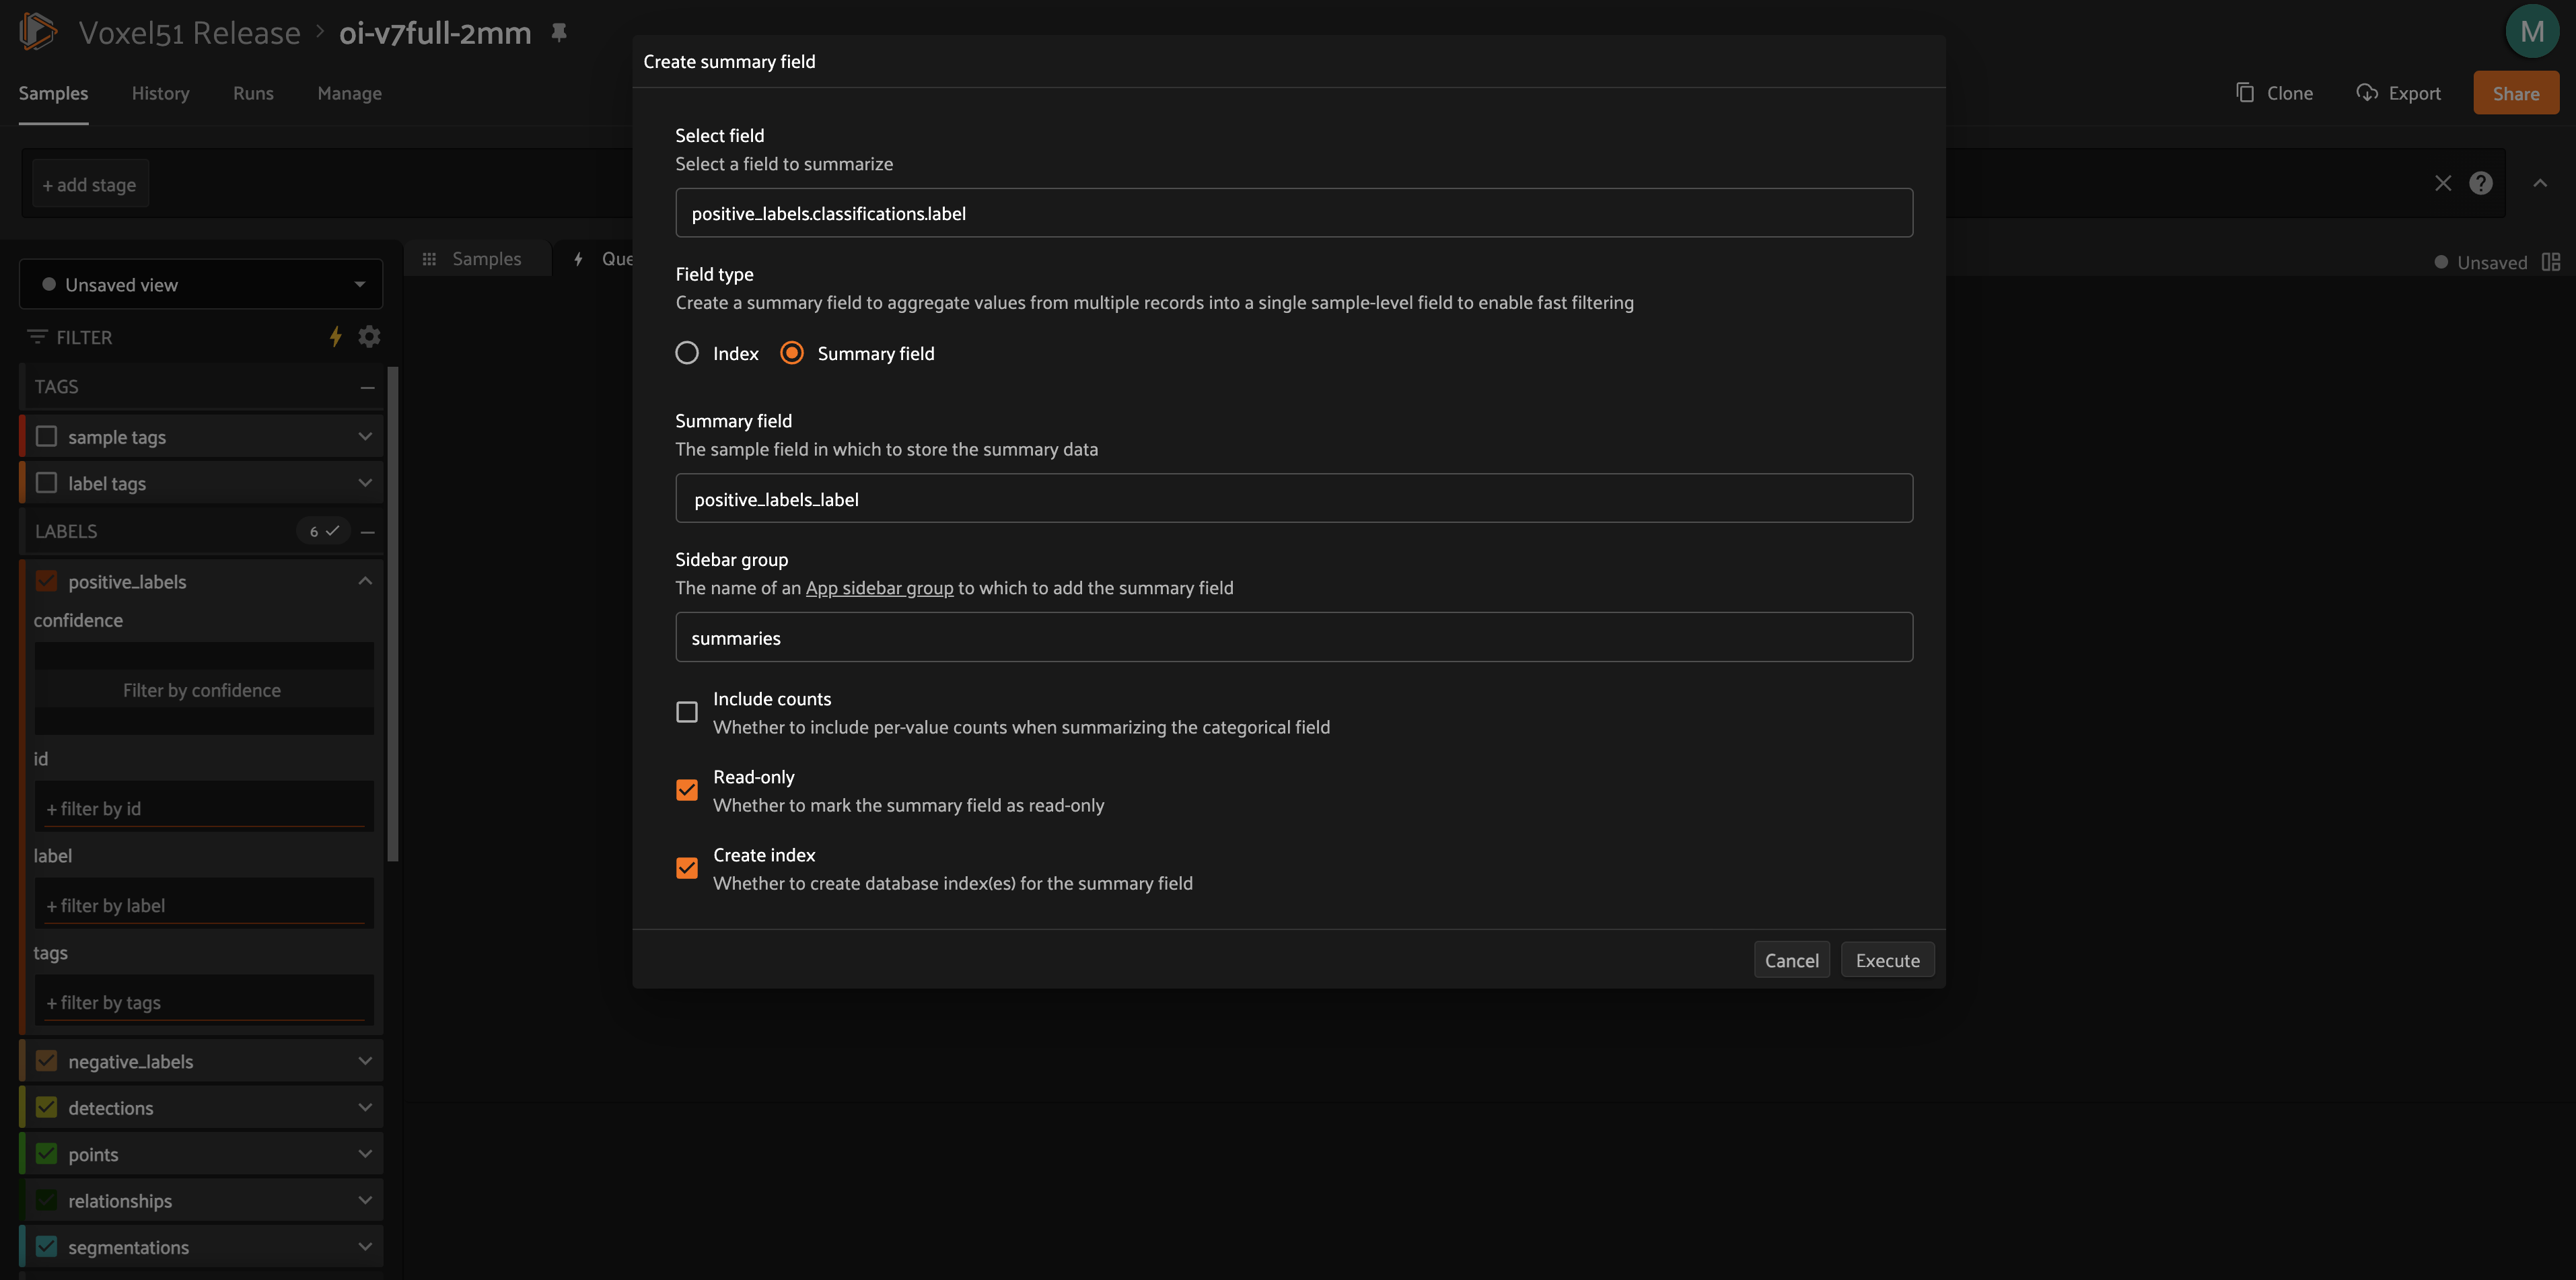 Voxel51 Release > oi-v7full-2mm
M
Samples History Runs Manage
Clone Export Share
+ add stage
Samples
Que
Unsaved
Unsaved view
FILTER
TAGS
sample tags
label tags
LABELS 6
positive_labels
confidence
Filter by confidence
id
+ filter by id
label
+ filter by label
tags
+ filter by tags
negative_labels
detections
points
relationships
segmentations
Create summary field
Select field
Select a field to summarize
positive_labels.classifications.label
Field type
Create a summary field to aggregate values from multiple records into a single sample-level field to enable fast filtering
Index Summary field
Summary field
The sample field in which to store the summary data
positive_labels_label
Sidebar group
The name of an App sidebar group to which to add the summary field
summaries
Include counts
Whether to include per-value counts when summarizing the categorical field
Read-only
Whether to mark the summary field as read-only
Create index
Whether to create database index(es) for the summary field
Cancel Execute